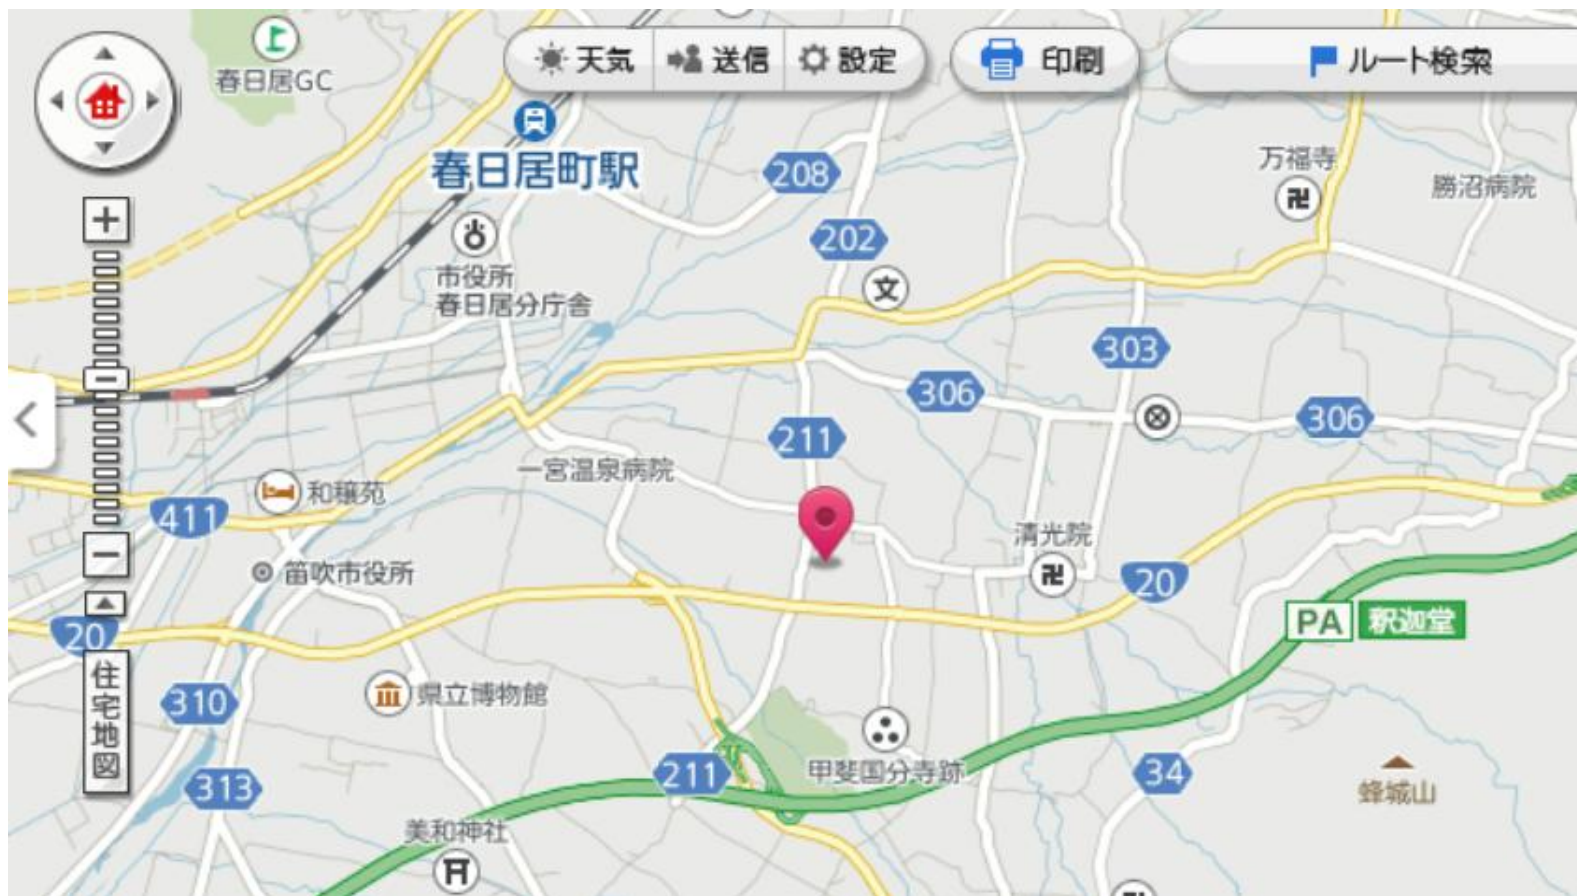 天気
送信
設定
印刷
ルート検索
春日居GC
春日居町駅
208
万福寺
勝沼病院
202
市役所
春日居分庁舎
文
303
306
306
211
一宮温泉病院
和穣苑
411
清光院
笛吹市役所
20
20
PA 釈迦堂
住宅地図
310
県立博物館
211
甲斐国分寺跡
34
313
蜂城山
美和神社